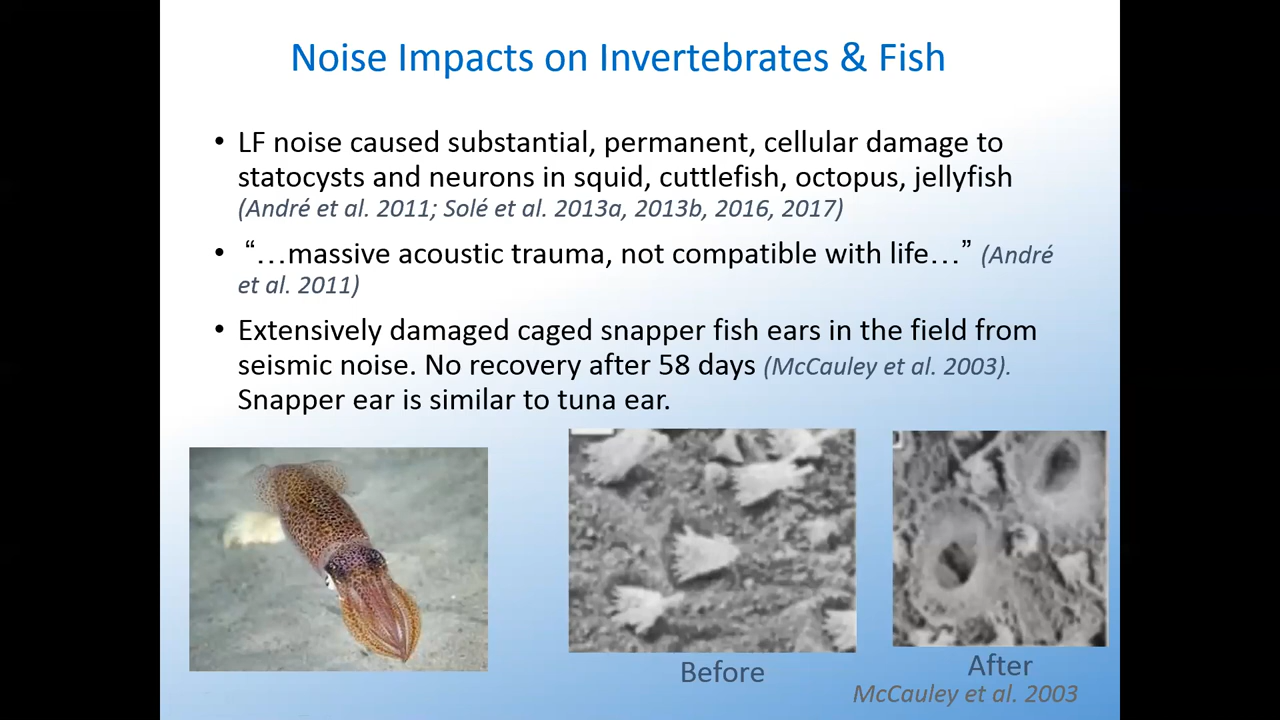 Noise Impacts on Invertebrates & Fish
• LF noise caused substantial, permanent, cellular damage to
statocysts and neurons in squid, cuttlefish, octopus, jellyfish
(André et al. 2011; Solé et al. 2013a, 2013b, 2016, 2017)
• “…massive acoustic trauma, not compatible with life…” (André
et al. 2011)
• Extensively damaged caged snapper fish ears in the field from
seismic noise. No recovery after 58 days (McCauley et al. 2003).
Snapper ear is similar to tuna ear.
Before
After
McCauley et al. 2003